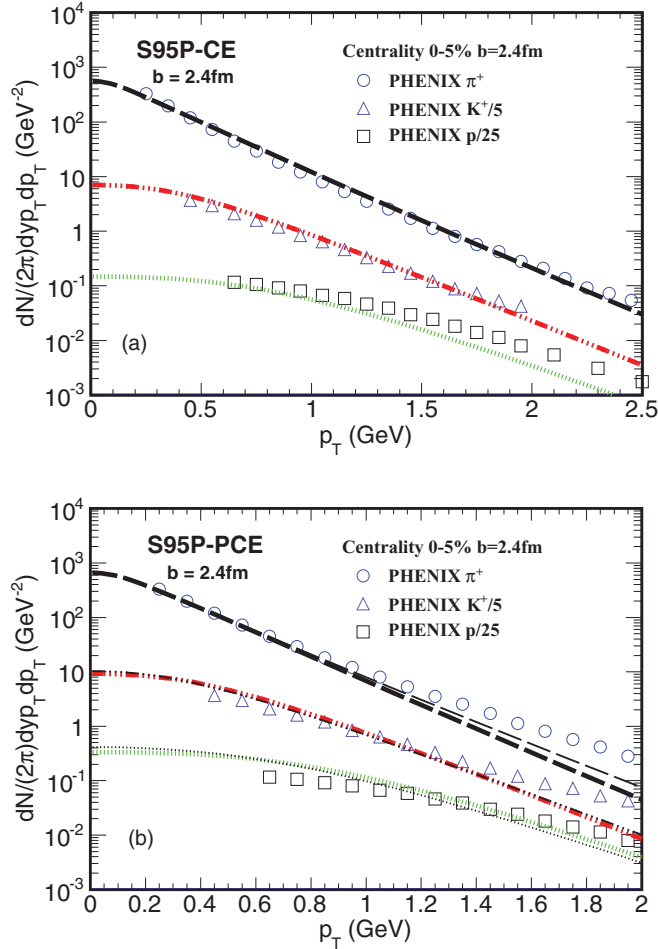 S95P-CE
b = 2.4fm
Centrality 0-5% b=2.4fm
PHENIX π⁺
PHENIX K⁺/5
PHENIX p/25
dN/(2π)dyp_T dp_T (GeV⁻²)
10⁴
10³
10²
10
1
10⁻¹
10⁻²
10⁻³
(a)
0 0.5 1 1.5 2 2.5
p_T (GeV)
S95P-PCE
b = 2.4fm
Centrality 0-5% b=2.4fm
PHENIX π⁺
PHENIX K⁺/5
PHENIX p/25
dN/(2π)dyp_T dp_T (GeV⁻²)
10⁴
10³
10²
10
1
10⁻¹
10⁻²
10⁻³
(b)
0 0.2 0.4 0.6 0.8 1 1.2 1.4 1.6 1.8 2
p_T (GeV)